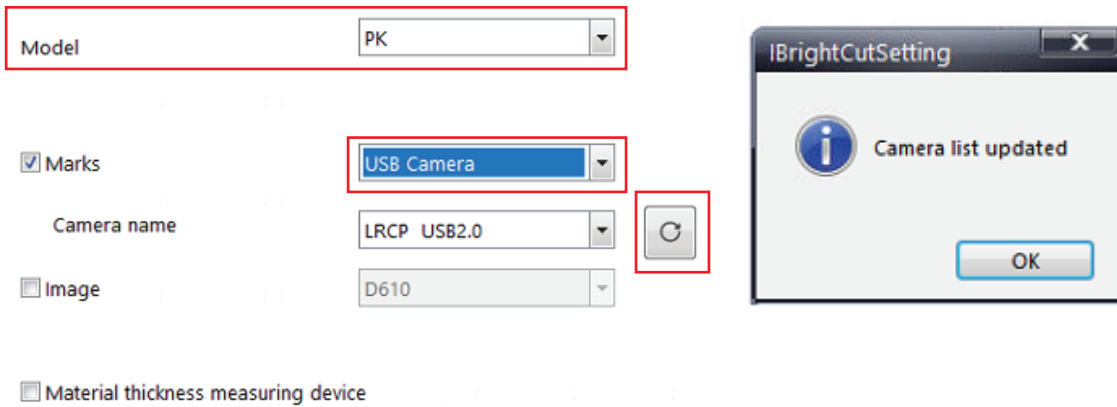 Model
PK
IBrightCutSetting
Marks
USB Camera
Camera list updated
Camera name
LRCP USB2.0
OK
Image
D610
Material thickness measuring device